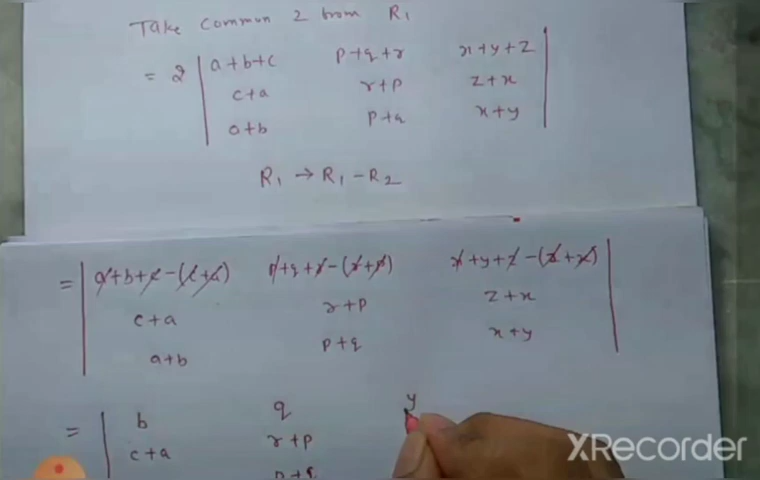 Take Common 2 from R₁
= 2 | a+b+c p+q+r x+y+z |
c+a r+p z+x
a+b p+q x+y
R₁ → R₁ - R₂
= | a+b+c-(c+a) p+q+r-(r+p) x+y+z-(z+x) |
c+a r+p z+x
a+b p+q x+y
= | b q y
c+a r+p
p+q
XRecorder